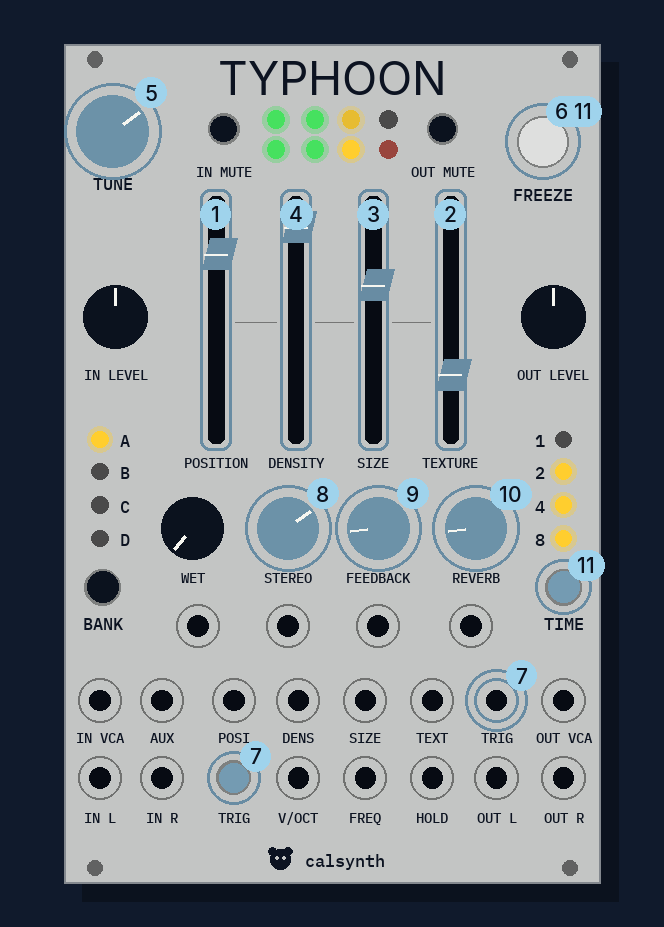 TYPHOON
5
6 11
TUNE
IN MUTE
OUT MUTE
FREEZE
1
4
3
2
IN LEVEL
OUT LEVEL
A
B
C
D
1
2
4
8
POSITION
DENSITY
SIZE
TEXTURE
8
9
10
WET
STEREO
FEEDBACK
REVERB
11
BANK
TIME
7
IN VCA
AUX
POSI
DENS
SIZE
TEXT
TRIG
OUT VCA
7
IN L
IN R
TRIG
V/OCT
FREQ
HOLD
OUT L
OUT R
calsynth